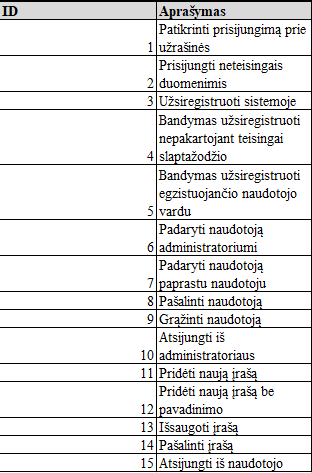 ID Aprašymas
Patikrinti prisijungimą prie
1 užrašinės
Prisijungti neteisingais
2 duomenimis
3 Užsiregistruoti sistemoje
Bandymas užsiregistruoti
nepakartojant teisingai
4 slaptažodžio
Bandymas užsiregistruoti
egzistuojančio naudotojo
5 vardu
Padaryti naudotoją
6 administratoriumi
Padaryti naudotoją
7 paprastu naudotoju
8 Pašalinti naudotoją
9 Grąžinti naudotoją
Atsijungti iš
10 administratoriaus
11 Pridėti naują įrašą
Pridėti naują įrašą be
12 pavadinimo
13 Išsaugoti įrašą
14 Pašalinti įrašą
15 Atsijungti iš naudotojo